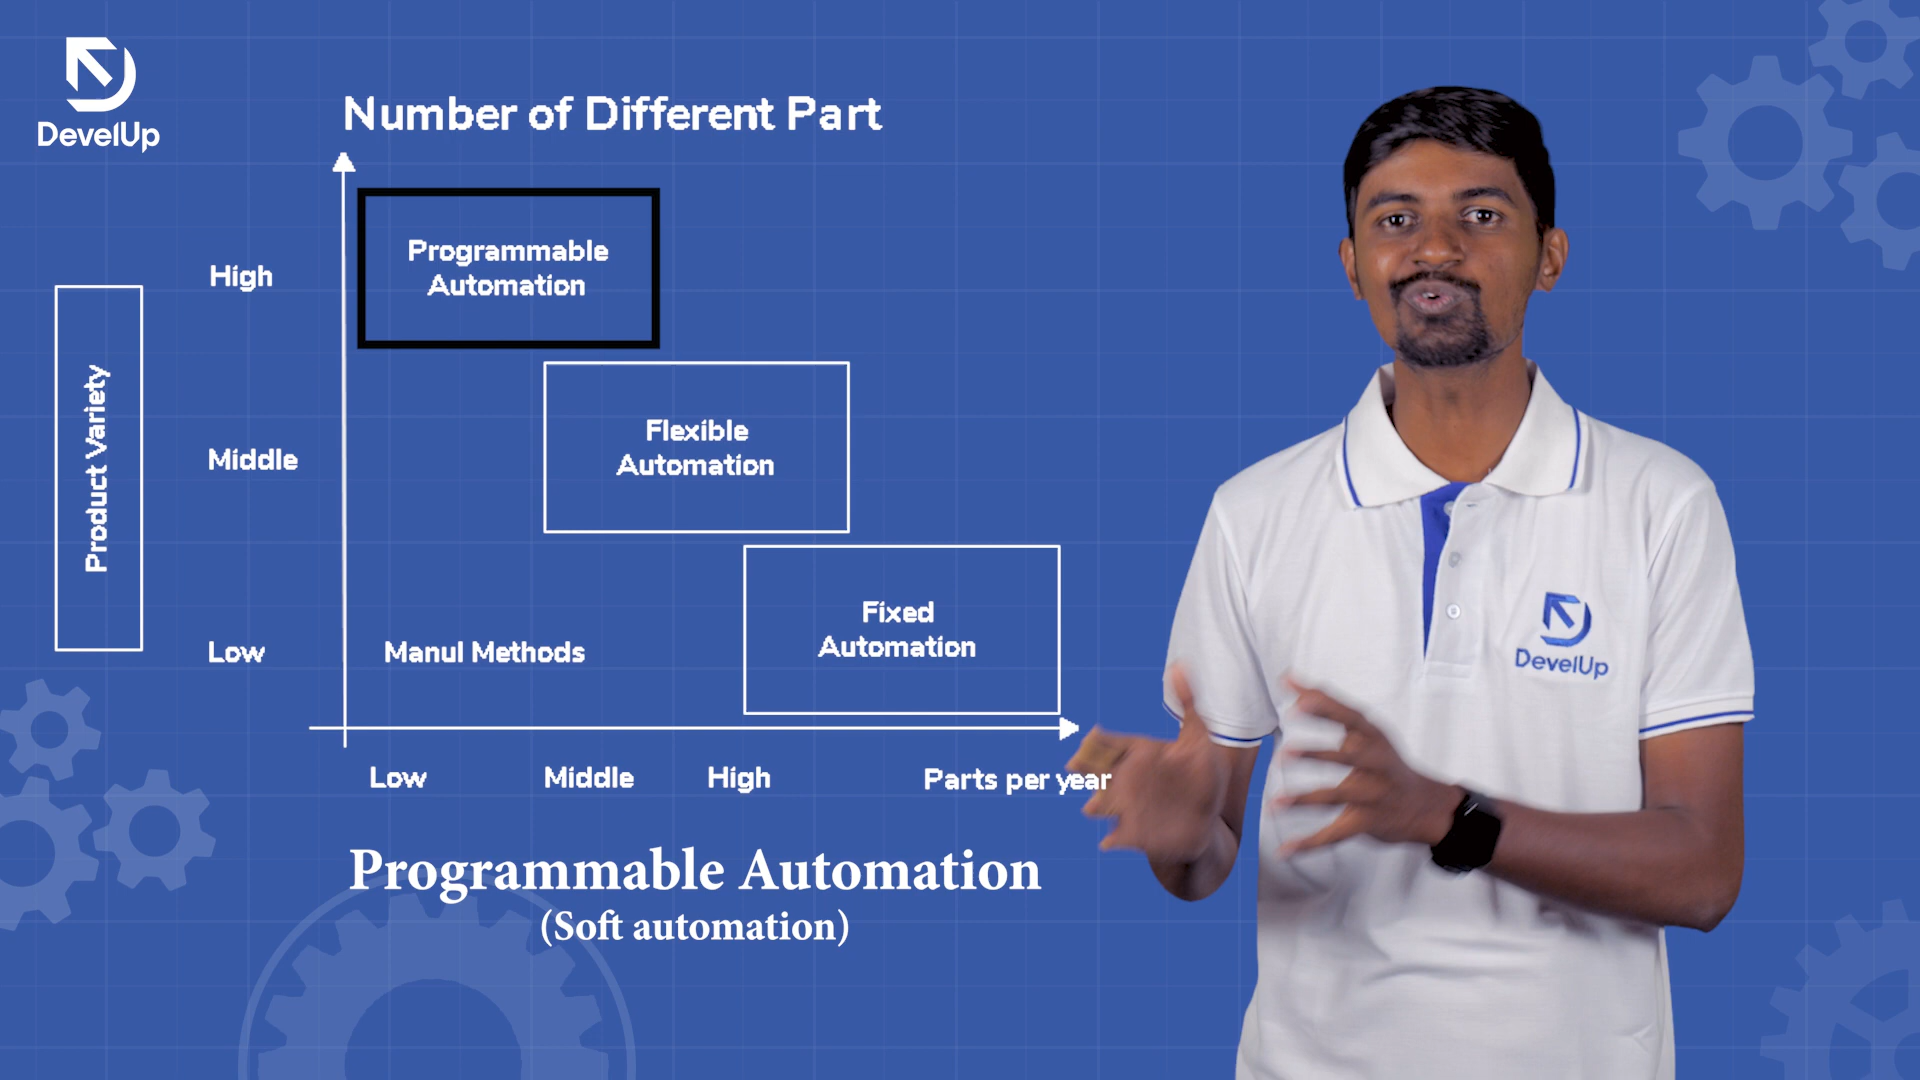 DevelUp
Number of Different Part
Programmable
Automation
High
Flexible
Automation
Middle
Product Variety
Fixed
Automation
Low
Manul Methods
Low
Middle
High
Parts per year
Programmable Automation
(Soft automation)
DevelUp